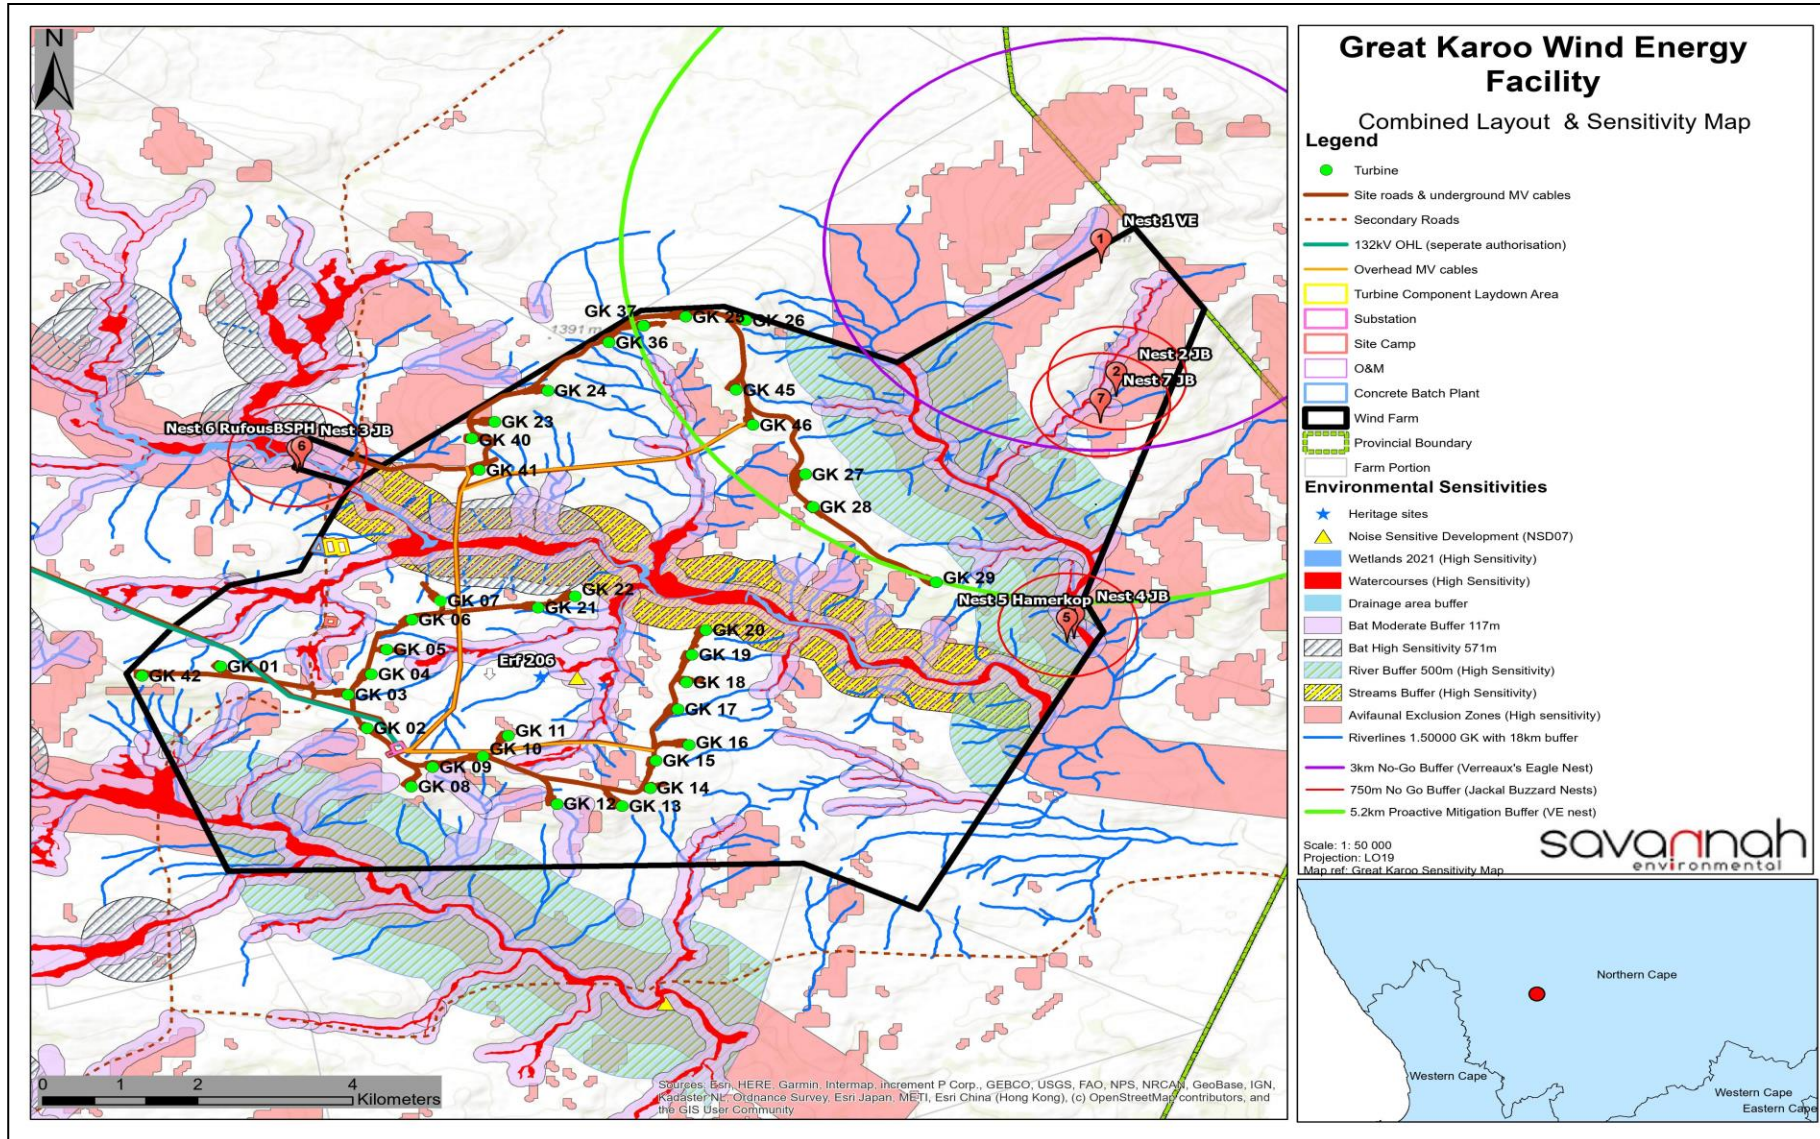 N
Nest 1 VE
1
GK 37
GK 25
GK 26
1391 m
GK 36
Nest 2 JB
2
Nest 7 JB
7
GK 24
GK 45
GK 23
GK 40
GK 46
Nest 6 RufousBSPH
Nest 3 JB
6
GK 41
GK 27
GK 28
GK 29
GK 22
GK 07
GK 21
GK 06
Nest 5 Hamerkop
Nest 4 JB
5
GK 20
GK 05
GK 19
Erf 206
GK 01
GK 42
GK 04
GK 18
GK 03
GK 17
GK 02
GK 11
GK 16
GK 10
GK 15
GK 09
GK 08
GK 14
GK 12
GK 13
0 1 2 4
Kilometers
Sources: Esri, HERE, Garmin, Intermap, increment P Corp., GEBCO, USGS, FAO, NPS, NRCAN, GeoBase, IGN,
Kadaster NL, Ordnance Survey, Esri Japan, METI, Esri China (Hong Kong), (c) OpenStreetMap contributors, and
the GIS User Community
Great Karoo Wind Energy
Facility
Combined Layout & Sensitivity Map
Legend
Turbine
Site roads & underground MV cables
Secondary Roads
132kV OHL (seperate authorisation)
Overhead MV cables
Turbine Component Laydown Area
Substation
Site Camp
O&M
Concrete Batch Plant
Wind Farm
Provincial Boundary
Farm Portion
Environmental Sensitivities
Heritage sites
Noise Sensitive Development (NSD07)
Wetlands 2021 (High Sensitivity)
Watercourses (High Sensitivity)
Drainage area buffer
Bat Moderate Buffer 117m
Bat High Sensitivity 571m
River Buffer 500m (High Sensitivity)
Streams Buffer (High Sensitivity)
Avifaunal Exclusion Zones (High sensitivity)
Riverlines 1.50000 GK with 18km buffer
3km No-Go Buffer (Verreaux's Eagle Nest)
750m No Go Buffer (Jackal Buzzard Nests)
5.2km Proactive Mitigation Buffer (VE nest)
Scale: 1: 50 000
Projection: LO19
Map ref: Great Karoo Sensitivity Map
savannah
environmental
Northern Cape
Western Cape
Western Cape
Eastern Cape